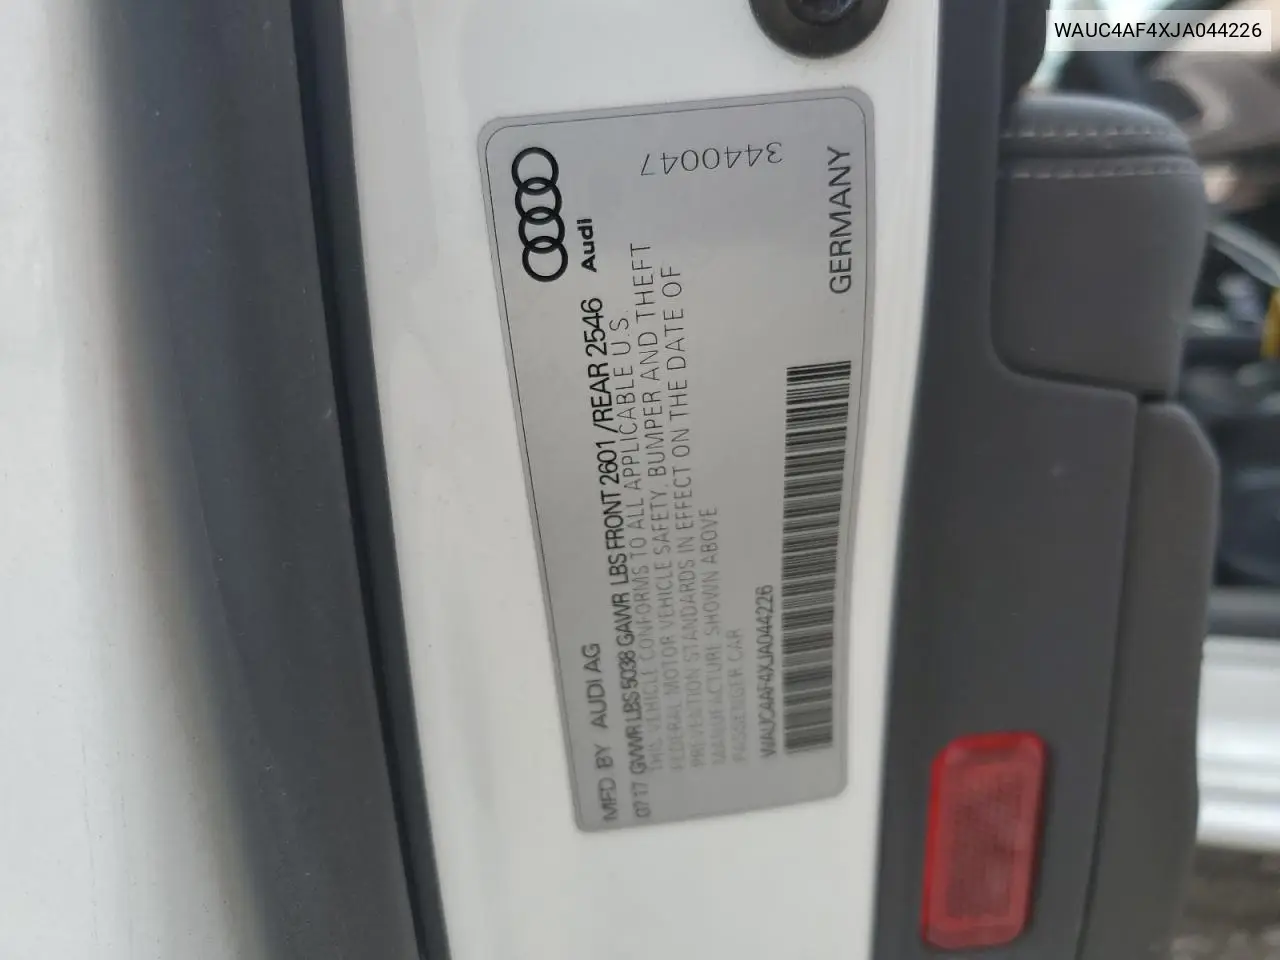 WAUC4AF4XJA044226
Audi
3440047
MFD BY AUDI AG
GERMANY
07 17 GVWR LBS 5038 GAWR LBS FRONT 2601 /REAR 2546
THIS VEHICLE CONFORMS TO ALL APPLICABLE U.S.
FEDERAL MOTOR VEHICLE SAFETY, BUMPER AND THEFT
PREVENTION STANDARDS IN EFFECT ON THE DATE OF
MANUFACTURE SHOWN ABOVE
PASSENGER CAR
WAUC4AF4XJA044226